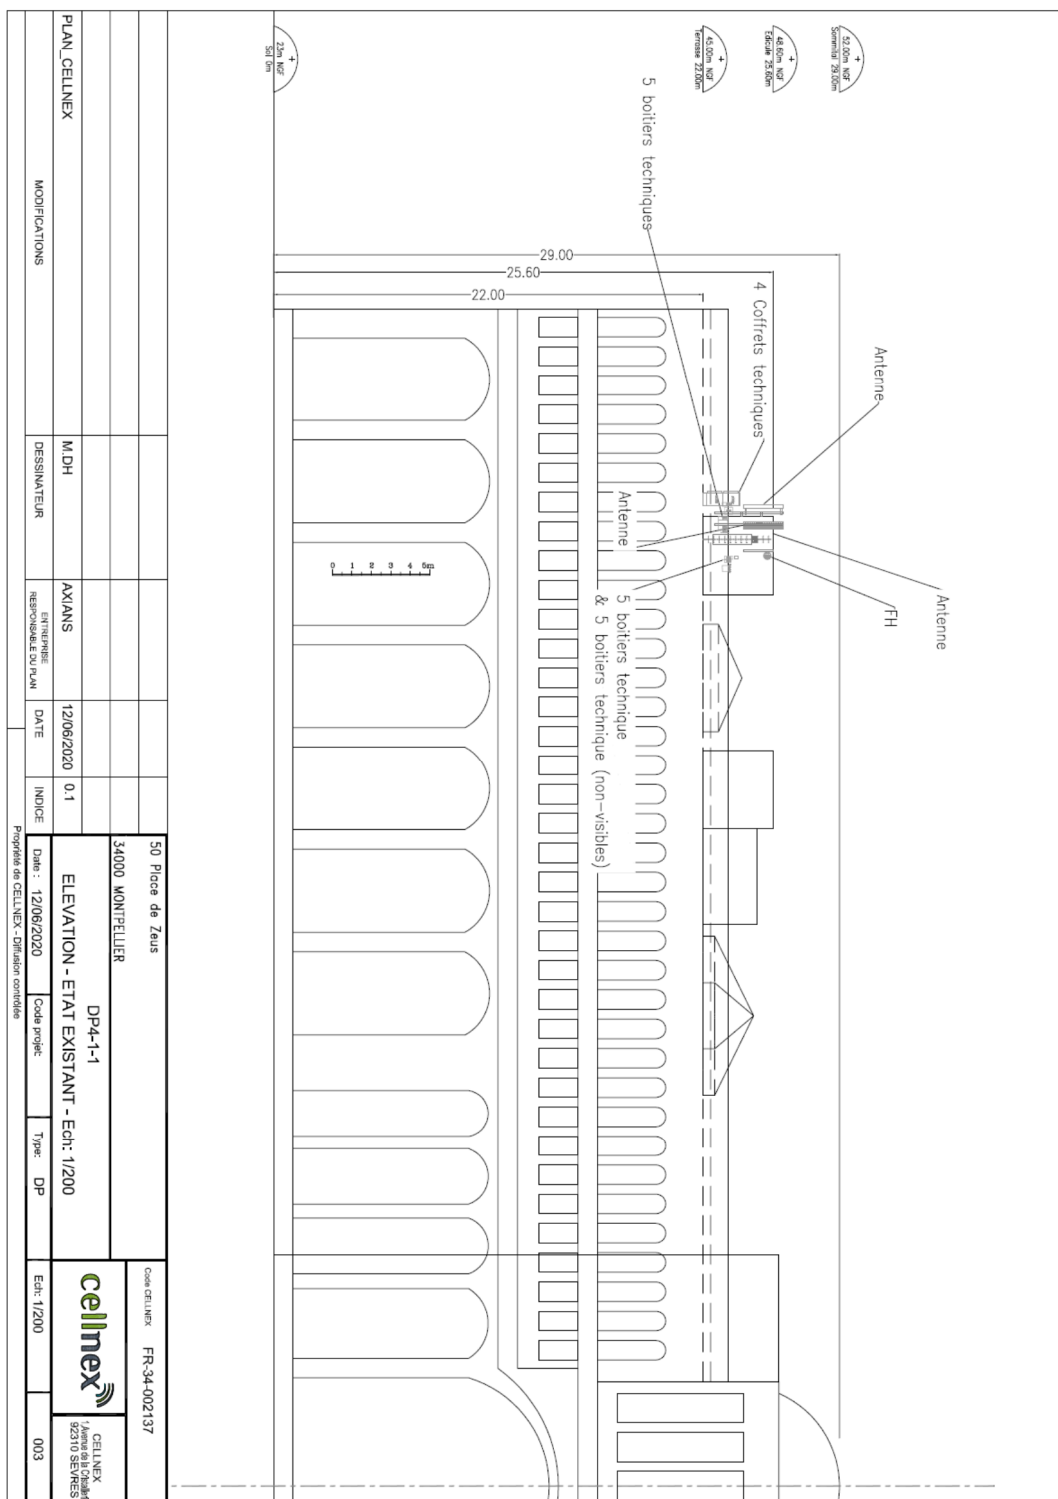 52.00m NGF
Sommital 29.00m
48.60m NGF
Edicule 25.60m
45.00m NGF
Terrasse 22.00m
23m NGF
Sol 0m
Antenne
Antenne
FH
4 Coffrets techniques
5 boitiers techniques
Antenne
5 boitiers technique
& 5 boitiers technique (non-visibles)
29.00
25.60
22.00
0 1 2 3 4 5m
50 Place de Zeus
34000 MONTPELLIER
Code CELLNEX FR-34-002137
DP4-1-1
ELEVATION - ETAT EXISTANT - Ech: 1/200
cellnex
CELLNEX
92310 SEVRES
PLAN_CELLNEX M.DH AXIANS 12/06/2020 0.1
MODIFICATIONS DESSINATEUR ENTREPRISE RESPONSABLE DU PLAN DATE INDICE
Date : 12/06/2020 Code projet: Type: DP Ech: 1/200 003
Propriété de CELLNEX - Diffusion contrôlée